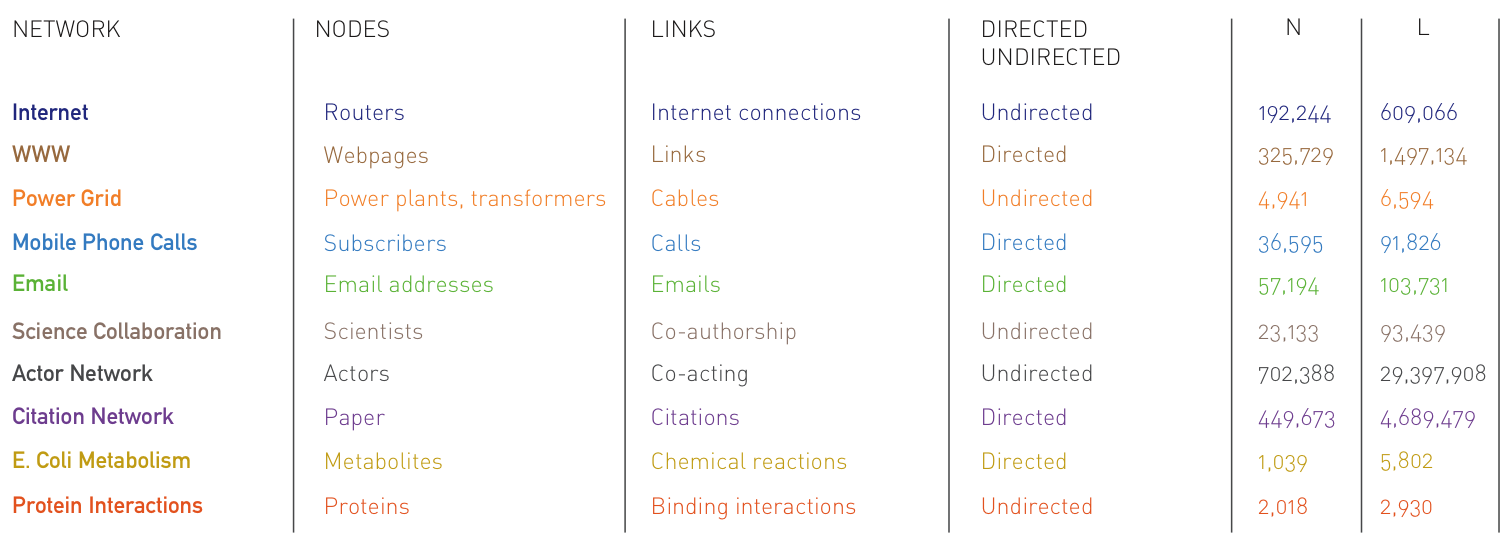 NETWORK NODES LINKS DIRECTED N L
UNDIRECTED
Internet Routers Internet connections Undirected 192,244 609,066
WWW Webpages Links Directed 325,729 1,497,134
Power Grid Power plants, transformers Cables Undirected 4,941 6,594
Mobile Phone Calls Subscribers Calls Directed 36,595 91,826
Email Email addresses Emails Directed 57,194 103,731
Science Collaboration Scientists Co-authorship Undirected 23,133 93,439
Actor Network Actors Co-acting Undirected 702,388 29,397,908
Citation Network Paper Citations Directed 449,673 4,689,479
E. Coli Metabolism Metabolites Chemical reactions Directed 1,039 5,802
Protein Interactions Proteins Binding interactions Undirected 2,018 2,930